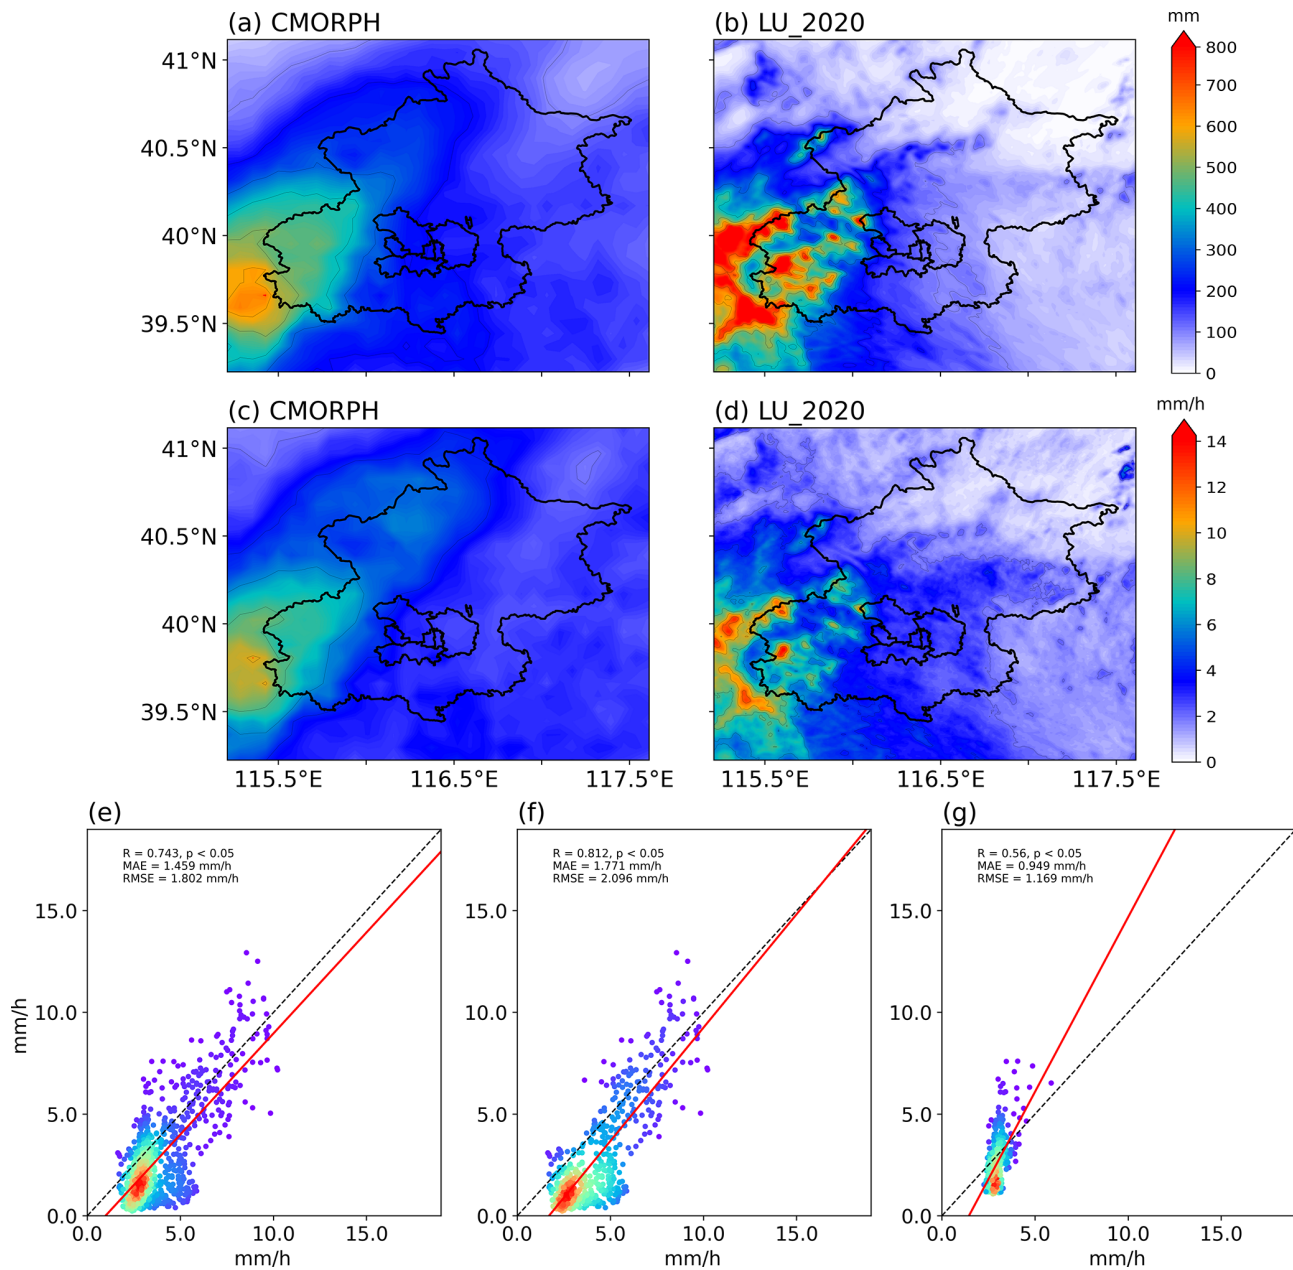 (a) CMORPH
(b) LU_2020
mm
41°N
40.5°N
40°N
39.5°N
800
700
600
500
400
300
200
100
0
(c) CMORPH
(d) LU_2020
mm/h
41°N
40.5°N
40°N
39.5°N
14
12
10
8
6
4
2
0
115.5°E 116.5°E 117.5°E
115.5°E 116.5°E 117.5°E
(e)
R = 0.743, p < 0.05
MAE = 1.459 mm/h
RMSE = 1.802 mm/h
mm/h
15.0
10.0
5.0
0.0
0.0 5.0 10.0 15.0
mm/h
(f)
R = 0.812, p < 0.05
MAE = 1.771 mm/h
RMSE = 2.096 mm/h
15.0
10.0
5.0
0.0
0.0 5.0 10.0 15.0
mm/h
(g)
R = 0.56, p < 0.05
MAE = 0.949 mm/h
RMSE = 1.169 mm/h
15.0
10.0
5.0
0.0
0.0 5.0 10.0 15.0
mm/h